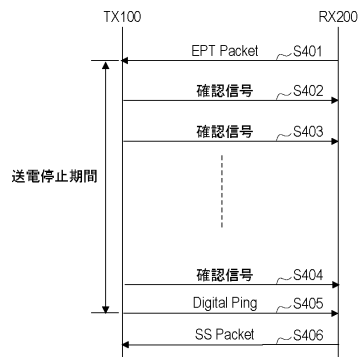 TX100 RX200
EPT Packet S401
確認信号 S402
確認信号 S403
送電停止期間
確認信号 S404
Digital Ping S405
SS Packet S406